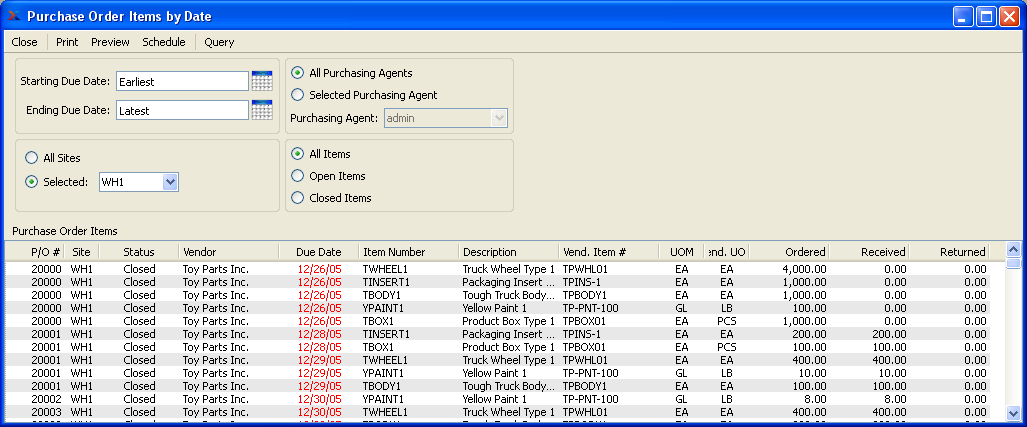 Purchase Order Items by Date
Close Print Preview Schedule Query
Starting Due Date: Earliest
Ending Due Date: Latest
All Purchasing Agents
Selected Purchasing Agent
Purchasing Agent: admin
All Sites
Selected: WH1
All Items
Open Items
Closed Items
Purchase Order Items
P/O # Site Status Vendor Due Date Item Number Description Vend. Item # UOM end. UO Ordered Received Returned
20000 WH1 Closed Toy Parts Inc. 12/26/05 TWHEEL1 Truck Wheel Type 1 TPWHL01 EA EA 4,000.00 0.00 0.00
20000 WH1 Closed Toy Parts Inc. 12/26/05 TINSERT1 Packaging Insert ... TPINS-1 EA EA 1,000.00 0.00 0.00
20000 WH1 Closed Toy Parts Inc. 12/26/05 TBODY1 Tough Truck Body... TPBODY1 EA EA 1,000.00 0.00 0.00
20000 WH1 Closed Toy Parts Inc. 12/26/05 YPAINT1 Yellow Paint 1 TP-PNT-100 GL LB 100.00 0.00 0.00
20000 WH1 Closed Toy Parts Inc. 12/26/05 TBOX1 Product Box Type 1 TPBOX01 EA PCS 1,000.00 0.00 0.00
20001 WH1 Closed Toy Parts Inc. 12/28/05 TINSERT1 Packaging Insert ... TPINS-1 EA EA 200.00 200.00 0.00
20001 WH1 Closed Toy Parts Inc. 12/28/05 TBOX1 Product Box Type 1 TPBOX01 EA PCS 100.00 100.00 0.00
20001 WH1 Closed Toy Parts Inc. 12/29/05 TWHEEL1 Truck Wheel Type 1 TPWHL01 EA EA 400.00 400.00 0.00
20001 WH1 Closed Toy Parts Inc. 12/29/05 YPAINT1 Yellow Paint 1 TP-PNT-100 GL LB 10.00 10.00 0.00
20001 WH1 Closed Toy Parts Inc. 12/29/05 TBODY1 Tough Truck Body... TPBODY1 EA EA 100.00 100.00 0.00
20002 WH1 Closed Toy Parts Inc. 12/30/05 YPAINT1 Yellow Paint 1 TP-PNT-100 GL LB 8.00 8.00 0.00
20003 WH1 Closed Toy Parts Inc. 12/30/05 TWHEEL1 Truck Wheel Type 1 TPWHL01 EA EA 400.00 400.00 0.00